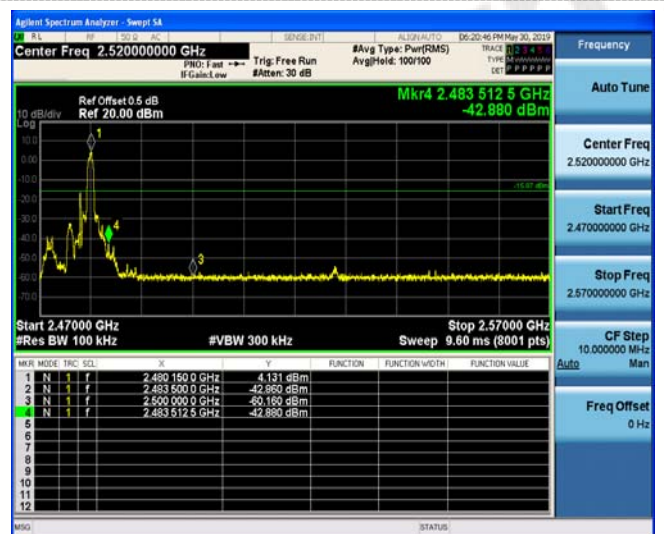 Agilent Spectrum Analyzer - Swept SA
RL RF 50 Ω AC SENSE:INT ALIGNAUTO 06:20:46 PM May 30, 2019
Center Freq 2.520000000 GHz
PNO: Fast Trig: Free Run
IFGain:Low #Atten: 30 dB
#Avg Type: Pwr(RMS)
Avg|Hold: 100/100
TRACE 1 2 3 4 5 6
TYPE
DET P P P P P P
Frequency
Auto Tune
Center Freq
2.520000000 GHz
Start Freq
2.470000000 GHz
Stop Freq
2.570000000 GHz
CF Step
10.000000 MHz
Auto Man
Freq Offset
0 Hz
Mkr4 2.483 512 5 GHz
-42.880 dBm
Ref Offset 0.5 dB
10 dB/div Ref 20.00 dBm
Log
10.0
0.00
-10.0
-20.0
-30.0
-40.0
-50.0
-60.0
-70.0
1
4
3
-15.87 dBm
Start 2.47000 GHz Stop 2.57000 GHz
#Res BW 100 kHz #VBW 300 kHz Sweep 9.60 ms (8001 pts)
MKR MODE TRC SCL X Y FUNCTION FUNCTION WIDTH FUNCTION VALUE
1 N 1 f 2.480 150 0 GHz 4.131 dBm
2 N 1 f 2.483 500 0 GHz -42.960 dBm
3 N 1 f 2.500 000 0 GHz -60.160 dBm
4 N 1 f 2.483 512 5 GHz -42.880 dBm
5
6
7
8
9
10
11
12
MSG STATUS